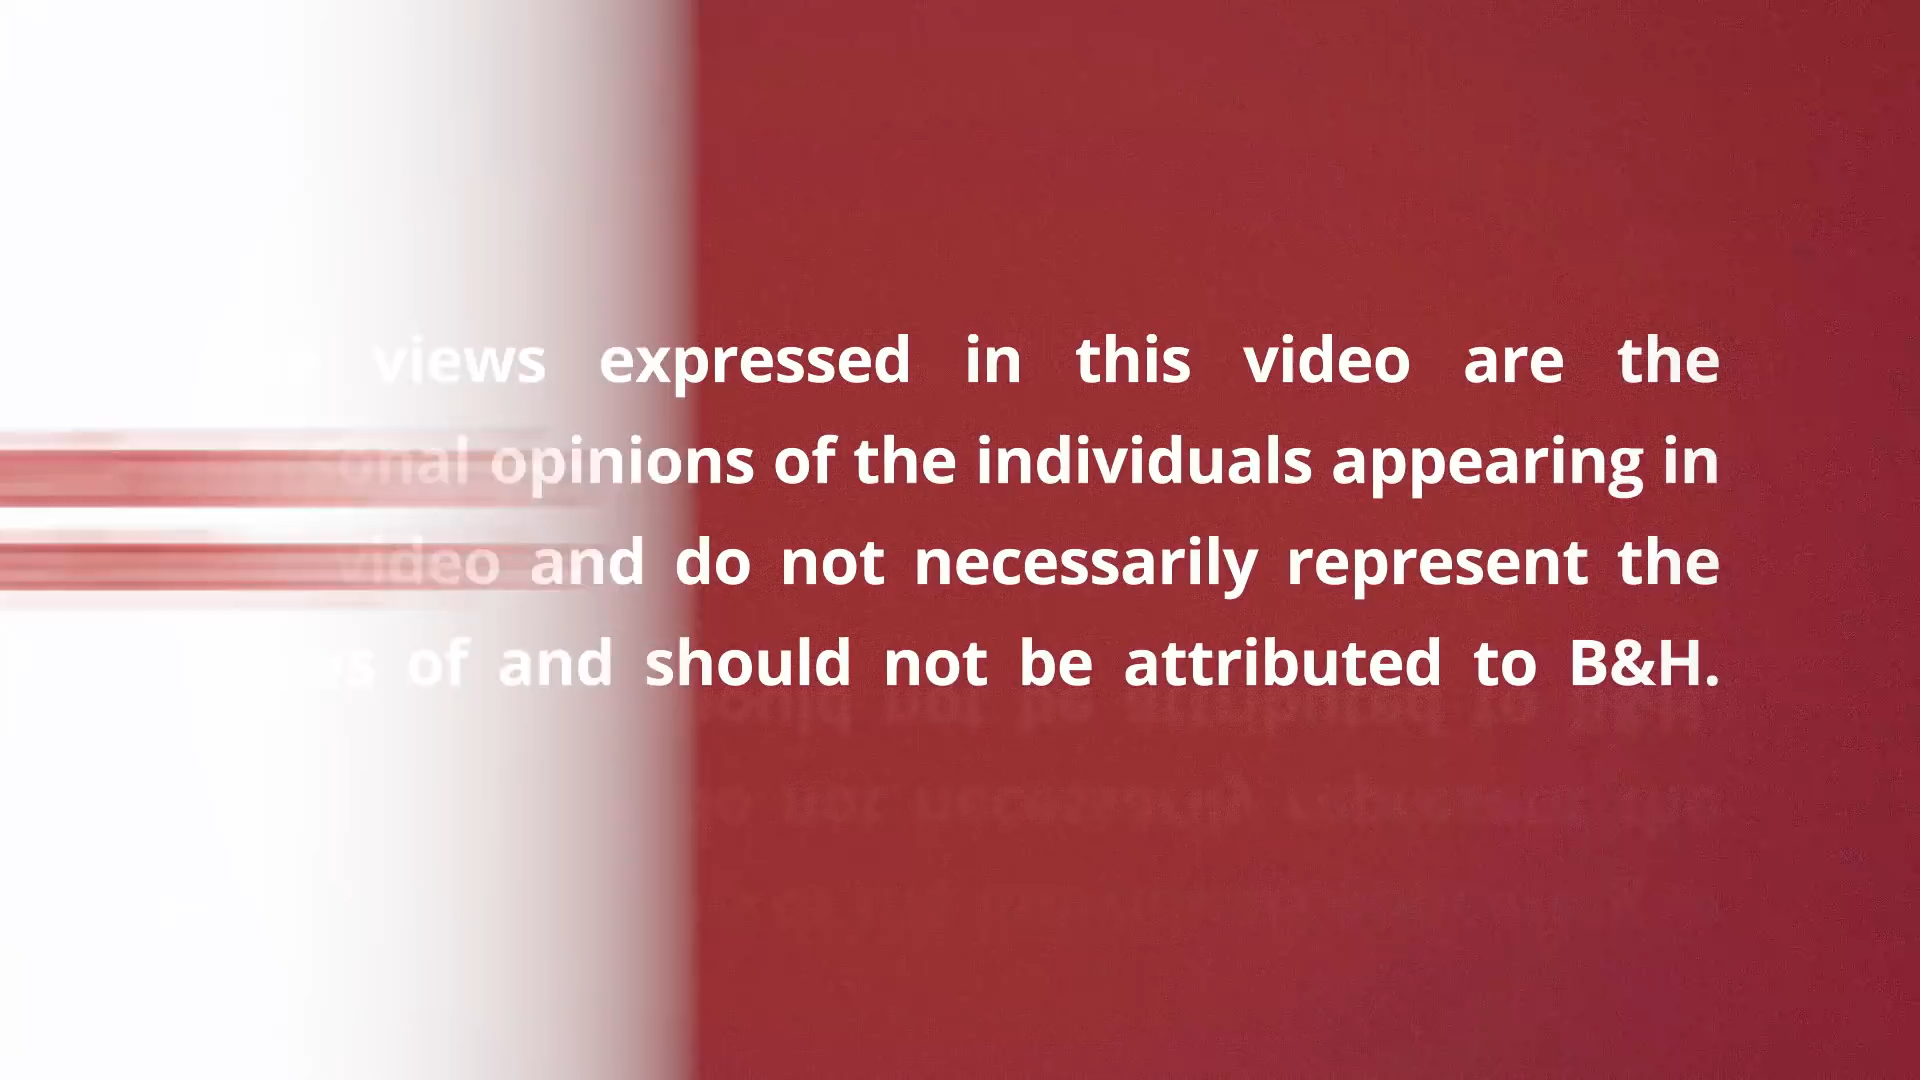 views expressed in this video are the
opinions of the individuals appearing in
video and do not necessarily represent the
of and should not be attributed to B&H.